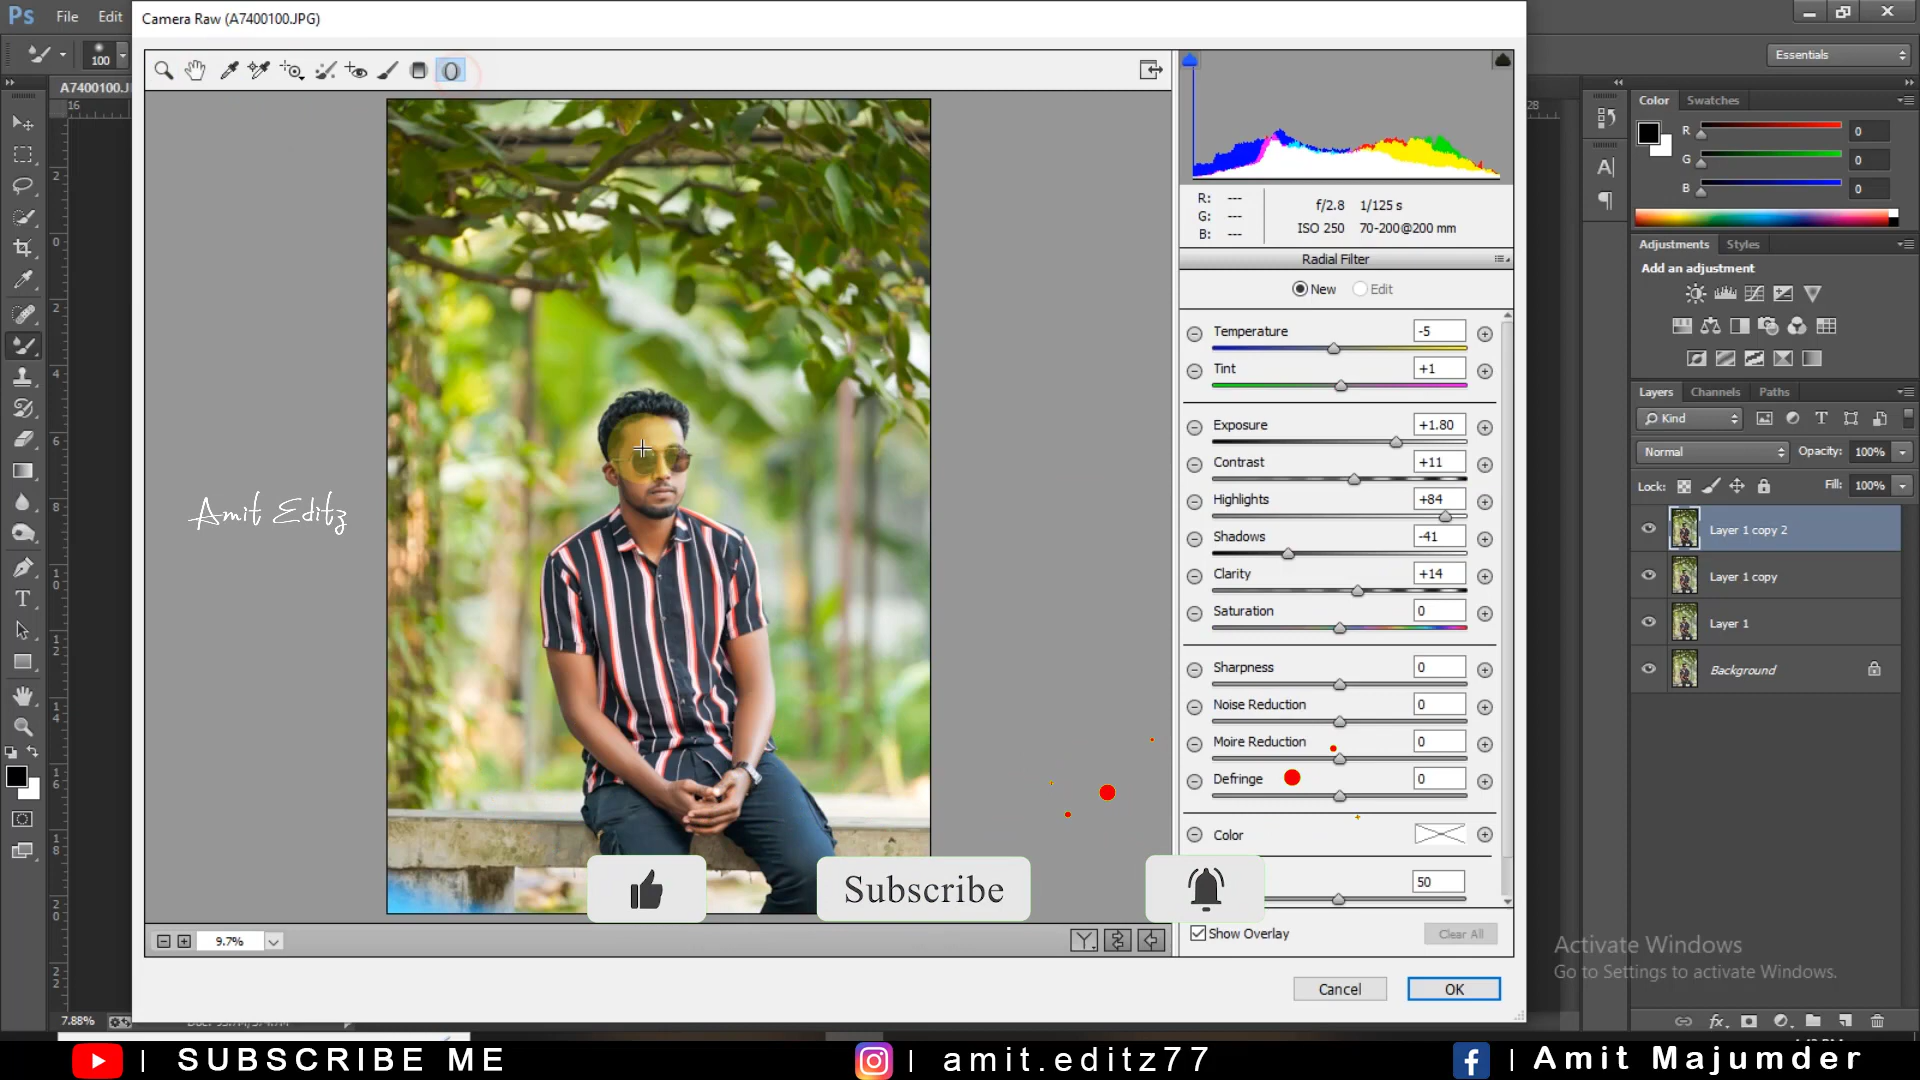 Ps File Edit
Camera Raw (A7400100.JPG)
100
Essentials
A7400100.J
16
28
Color Swatches
R 0
G 0
B 0
R: ---
G: ---
B: ---
f/2.8 1/125 s
ISO 250 70-200@200 mm
Radial Filter
New Edit
Temperature -5
Tint +1
Exposure +1.80
Contrast +11
Highlights +84
Shadows -41
Clarity +14
Saturation 0
Sharpness 0
Noise Reduction 0
Moire Reduction 0
Defringe 0
Color
50
Show Overlay Clear All
Adjustments Styles
Add an adjustment
Layers Channels Paths
Kind
Normal Opacity: 100%
Lock: Fill: 100%
Layer 1 copy 2
Layer 1 copy
Layer 1
Background
Amit Editz
Subscribe
9.7%
Cancel OK
Activate Windows
Go to Settings to activate Windows.
7.88%
| SUBSCRIBE ME
| amit.editz77
| Amit Majumder